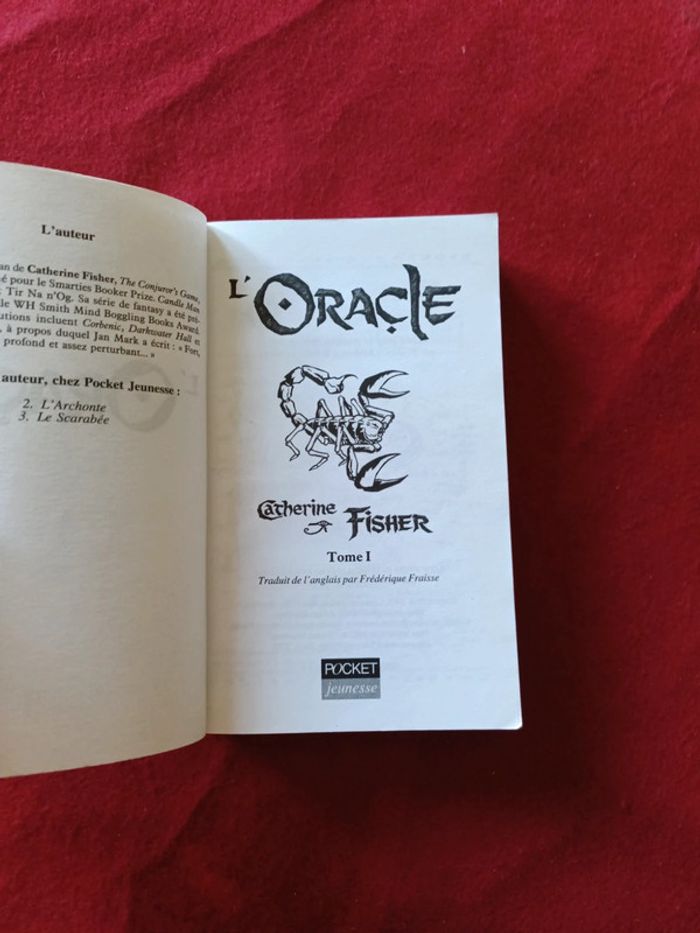 L'auteur
an de Catherine Fisher, The Conjuror's Game,
é pour le Smarties Booker Prize. Candle Man
Tir Na n'Og. Sa série de fantasy a été pré-
le WH Smith Mind Boggling Books Award.
utions incluent Corbenic, Darkwater Hall et
, à propos duquel Jan Mark a écrit : « Fort,
profond et assez perturbant... »
auteur, chez Pocket Jeunesse :
2. L'Archonte
3. Le Scarabée
L'ORACLE
Catherine FISHER
Tome I
Traduit de l'anglais par Frédérique Fraisse
POCKET
jeunesse